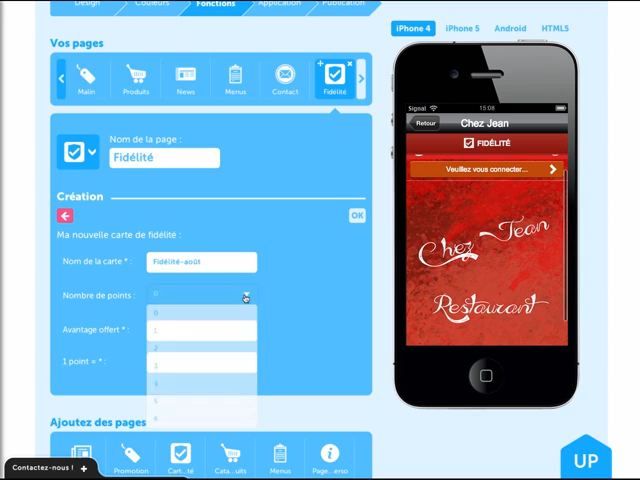 Design Couleurs Fonctions Application Publication
iPhone 4 iPhone 5 Android HTML5
Vos pages
Malin Produits News Menus Contact Fidélité
Signal 15:08
Retour Chez Jean
FIDÉLITÉ
Veuillez vous connecter...
Chez Jean
Restaurant
Nom de la page :
Fidélité
Création
OK
Ma nouvelle carte de fidélité :
Nom de la carte * : Fidélité-août
Nombre de points : 0
0
Avantage offert * : 1
2
1 point = * :
4
5
6
Ajoutez des pages
Promotion Cart...té Cata...uits Menus Page...erso
Contactez-nous ! +
UP